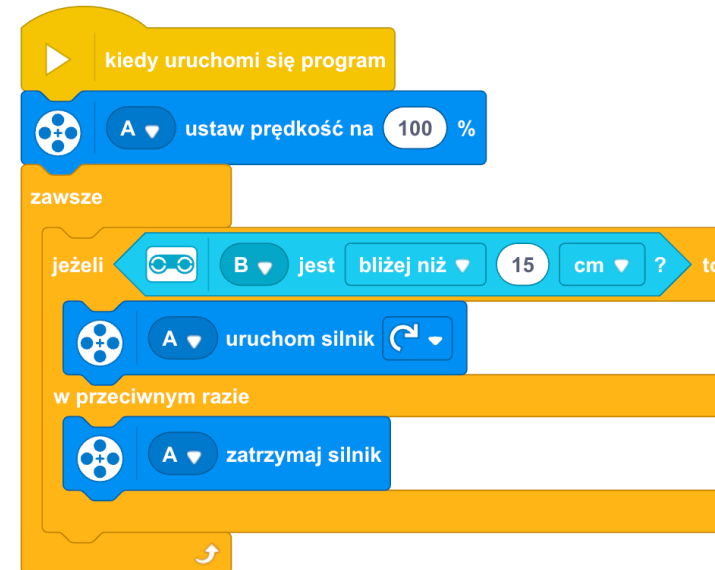 kiedy uruchomi się program
A ustaw prędkość na 100 %
zawsze
jeżeli B jest bliżej niż 15 cm ? to
A uruchom silnik
w przeciwnym razie
A zatrzymaj silnik